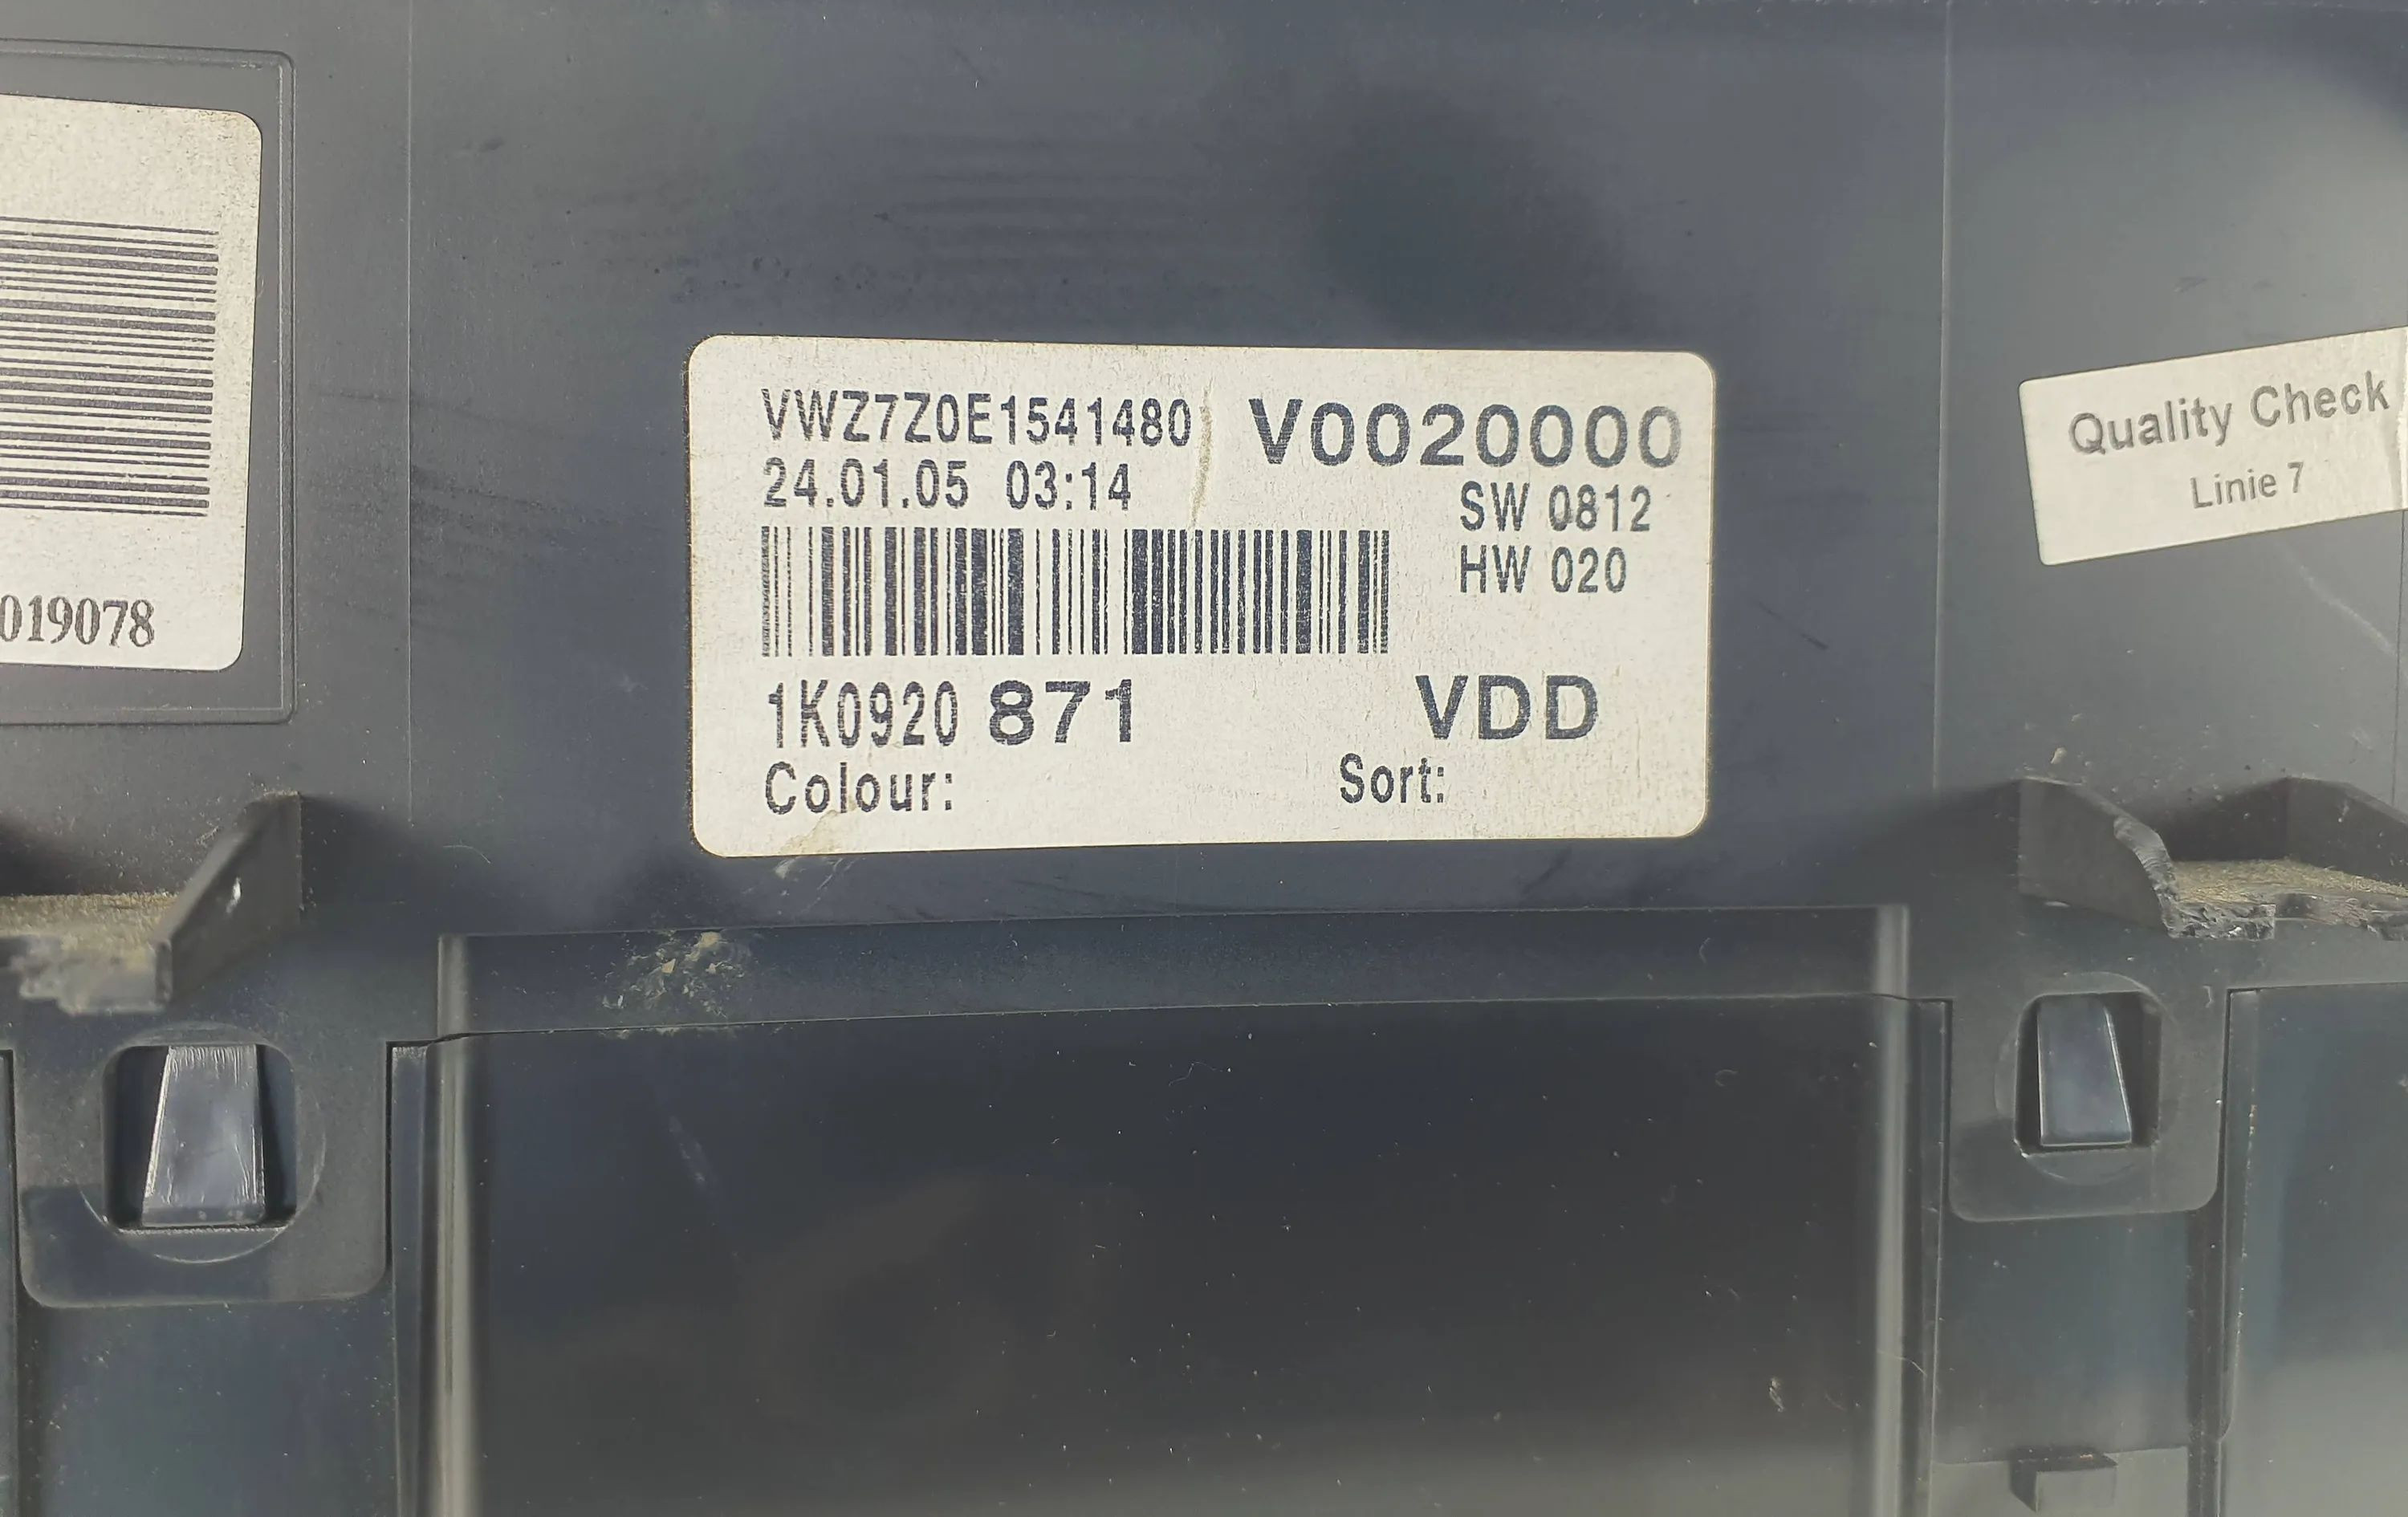 VWZ7Z0E1541480 V0020000
24.01.05 03:14
SW 0812
HW 020
1K0920 871 VDD
Colour: Sort:
019078
Quality Check
Linie 7